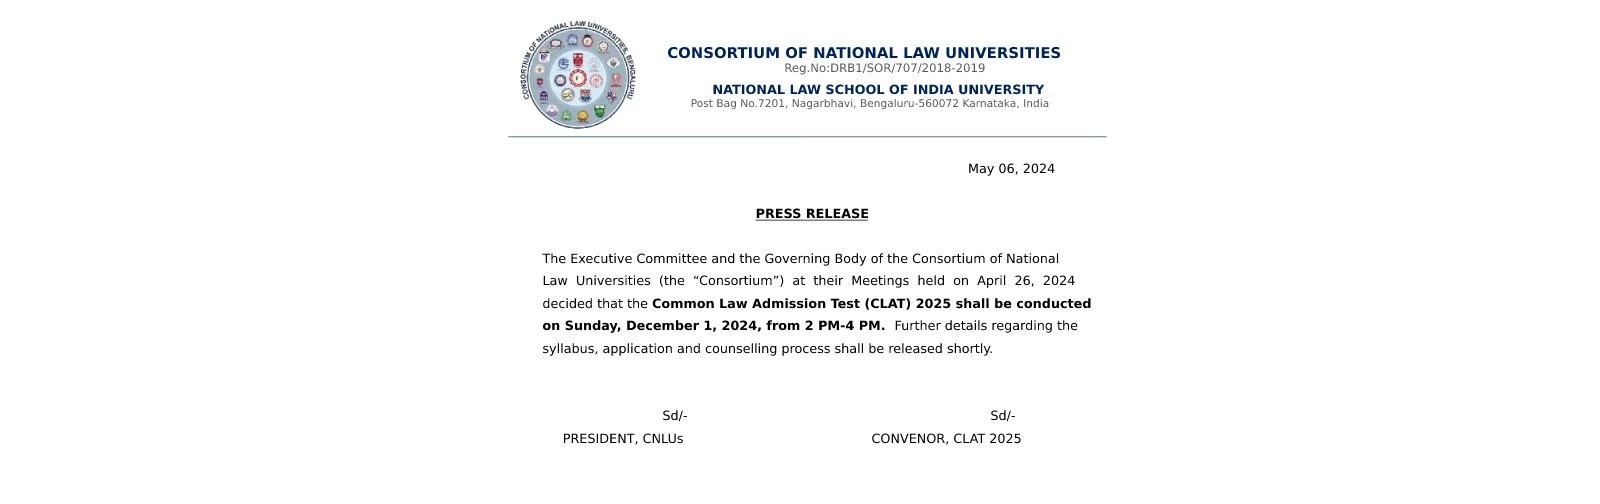 CONSORTIUM OF NATIONAL LAW UNIVERSITIES, BENGALURU
CONSORTIUM OF NATIONAL LAW UNIVERSITIES
Reg.No:DRB1/SOR/707/2018-2019
NATIONAL LAW SCHOOL OF INDIA UNIVERSITY
Post Bag No.7201, Nagarbhavi, Bengaluru-560072 Karnataka, India
May 06, 2024
PRESS RELEASE
The Executive Committee and the Governing Body of the Consortium of National
Law Universities (the “Consortium”) at their Meetings held on April 26, 2024
decided that the Common Law Admission Test (CLAT) 2025 shall be conducted
on Sunday, December 1, 2024, from 2 PM-4 PM. Further details regarding the
syllabus, application and counselling process shall be released shortly.
Sd/- Sd/-
PRESIDENT, CNLUs CONVENOR, CLAT 2025